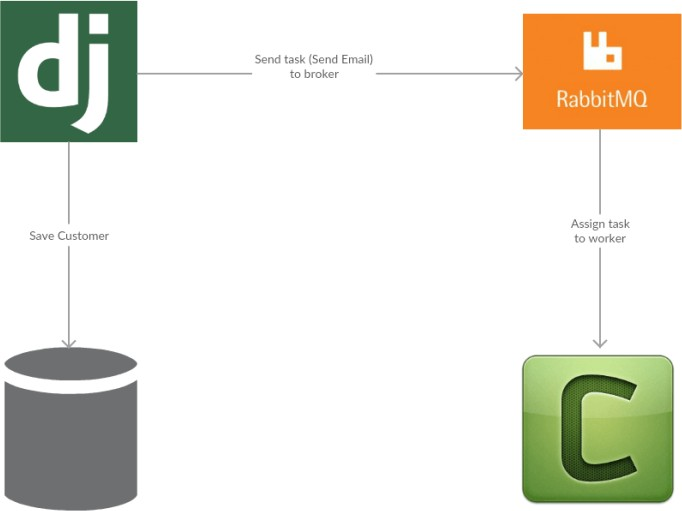 dj
Send task (Send Email)
to broker
RabbitMQ
Save Customer
Assign task
to worker
C